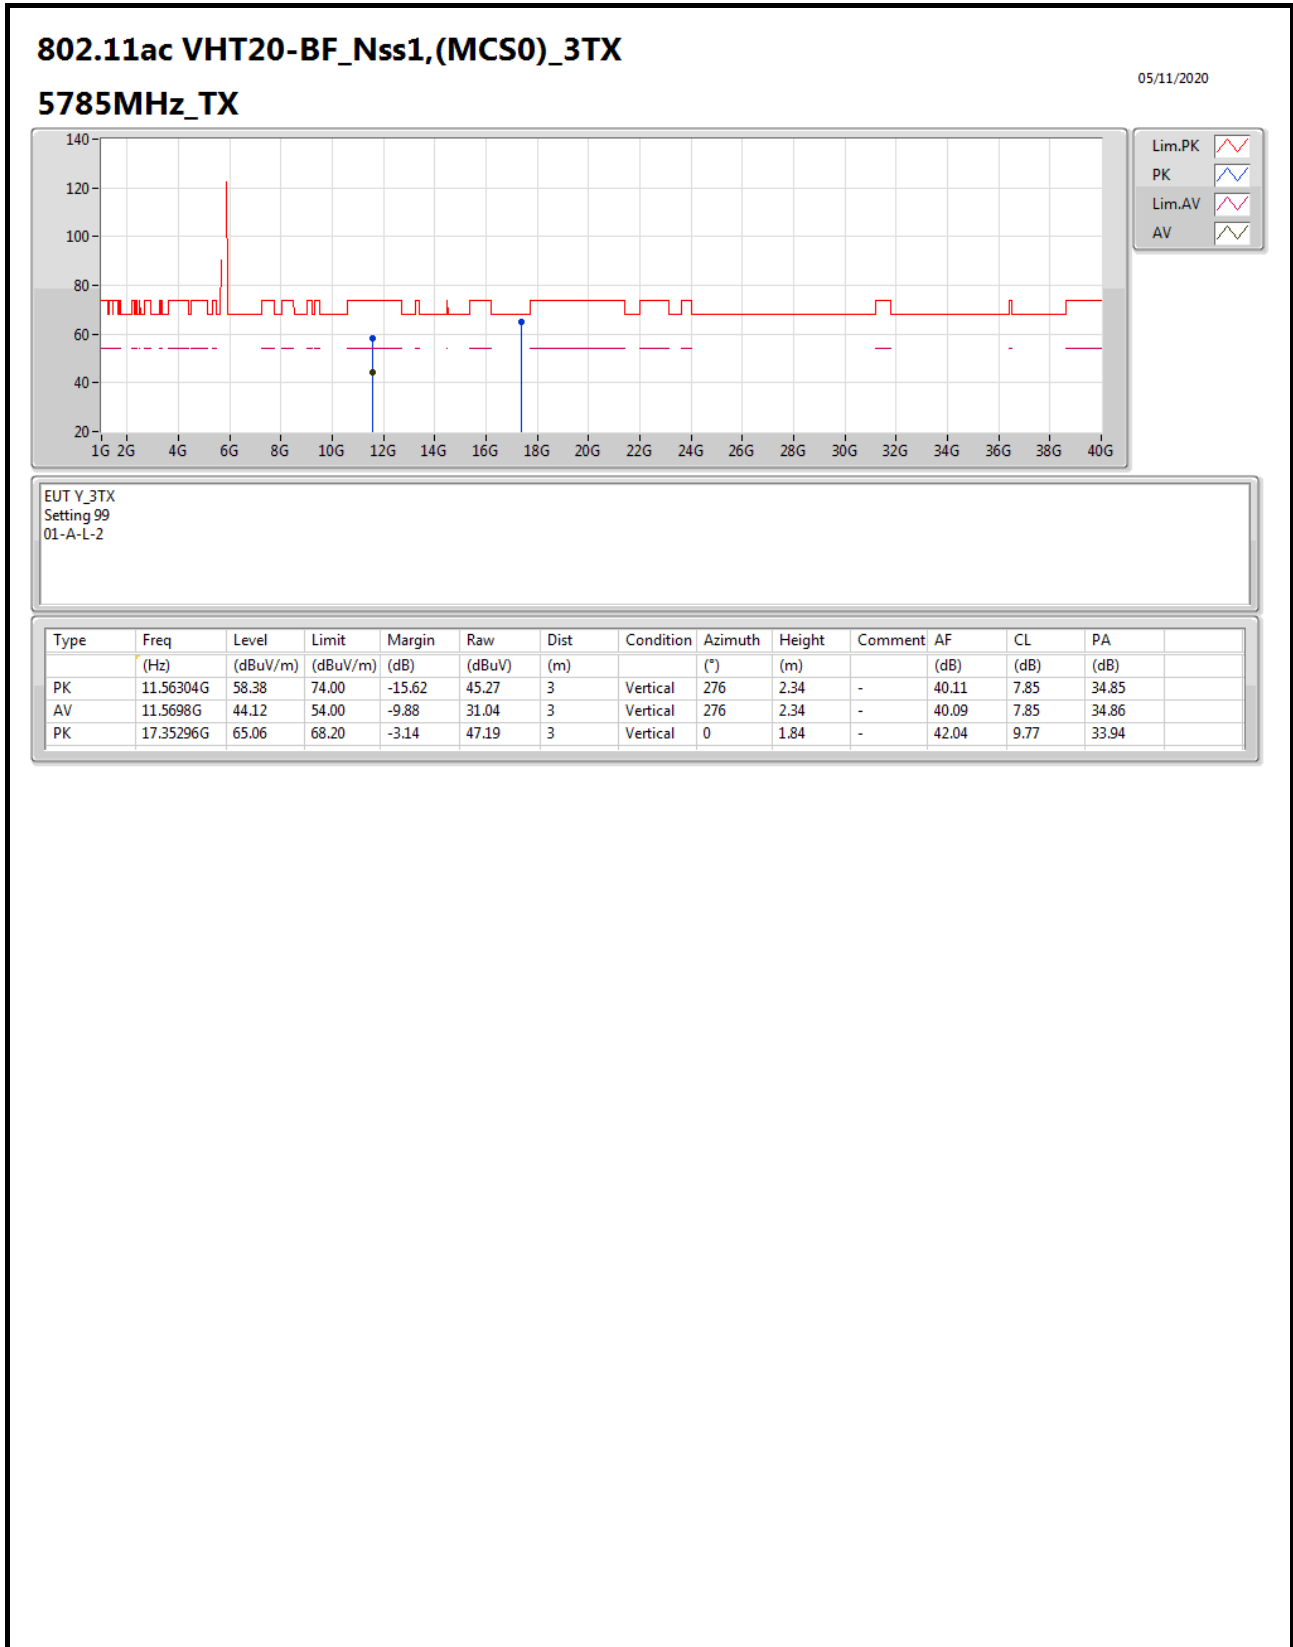 802.11ac VHT20-BF_Nss1,(MCS0)_3TX
05/11/2020
5785MHz_TX
140
120
100
80
60
40
20
1G 2G 4G 6G 8G 10G 12G 14G 16G 18G 20G 22G 24G 26G 28G 30G 32G 34G 36G 38G 40G
Lim.PK
PK
Lim.AV
AV
EUT Y_3TX
Setting 99
01-A-L-2
Type Freq Level Limit Margin Raw Dist Condition Azimuth Height Comment AF CL PA
(Hz) (dBuV/m) (dBuV/m) (dB) (dBuV) (m) (°) (m) (dB) (dB) (dB)
PK 11.56304G 58.38 74.00 -15.62 45.27 3 Vertical 276 2.34 - 40.11 7.85 34.85
AV 11.5698G 44.12 54.00 -9.88 31.04 3 Vertical 276 2.34 - 40.09 7.85 34.86
PK 17.35296G 65.06 68.20 -3.14 47.19 3 Vertical 0 1.84 - 42.04 9.77 33.94